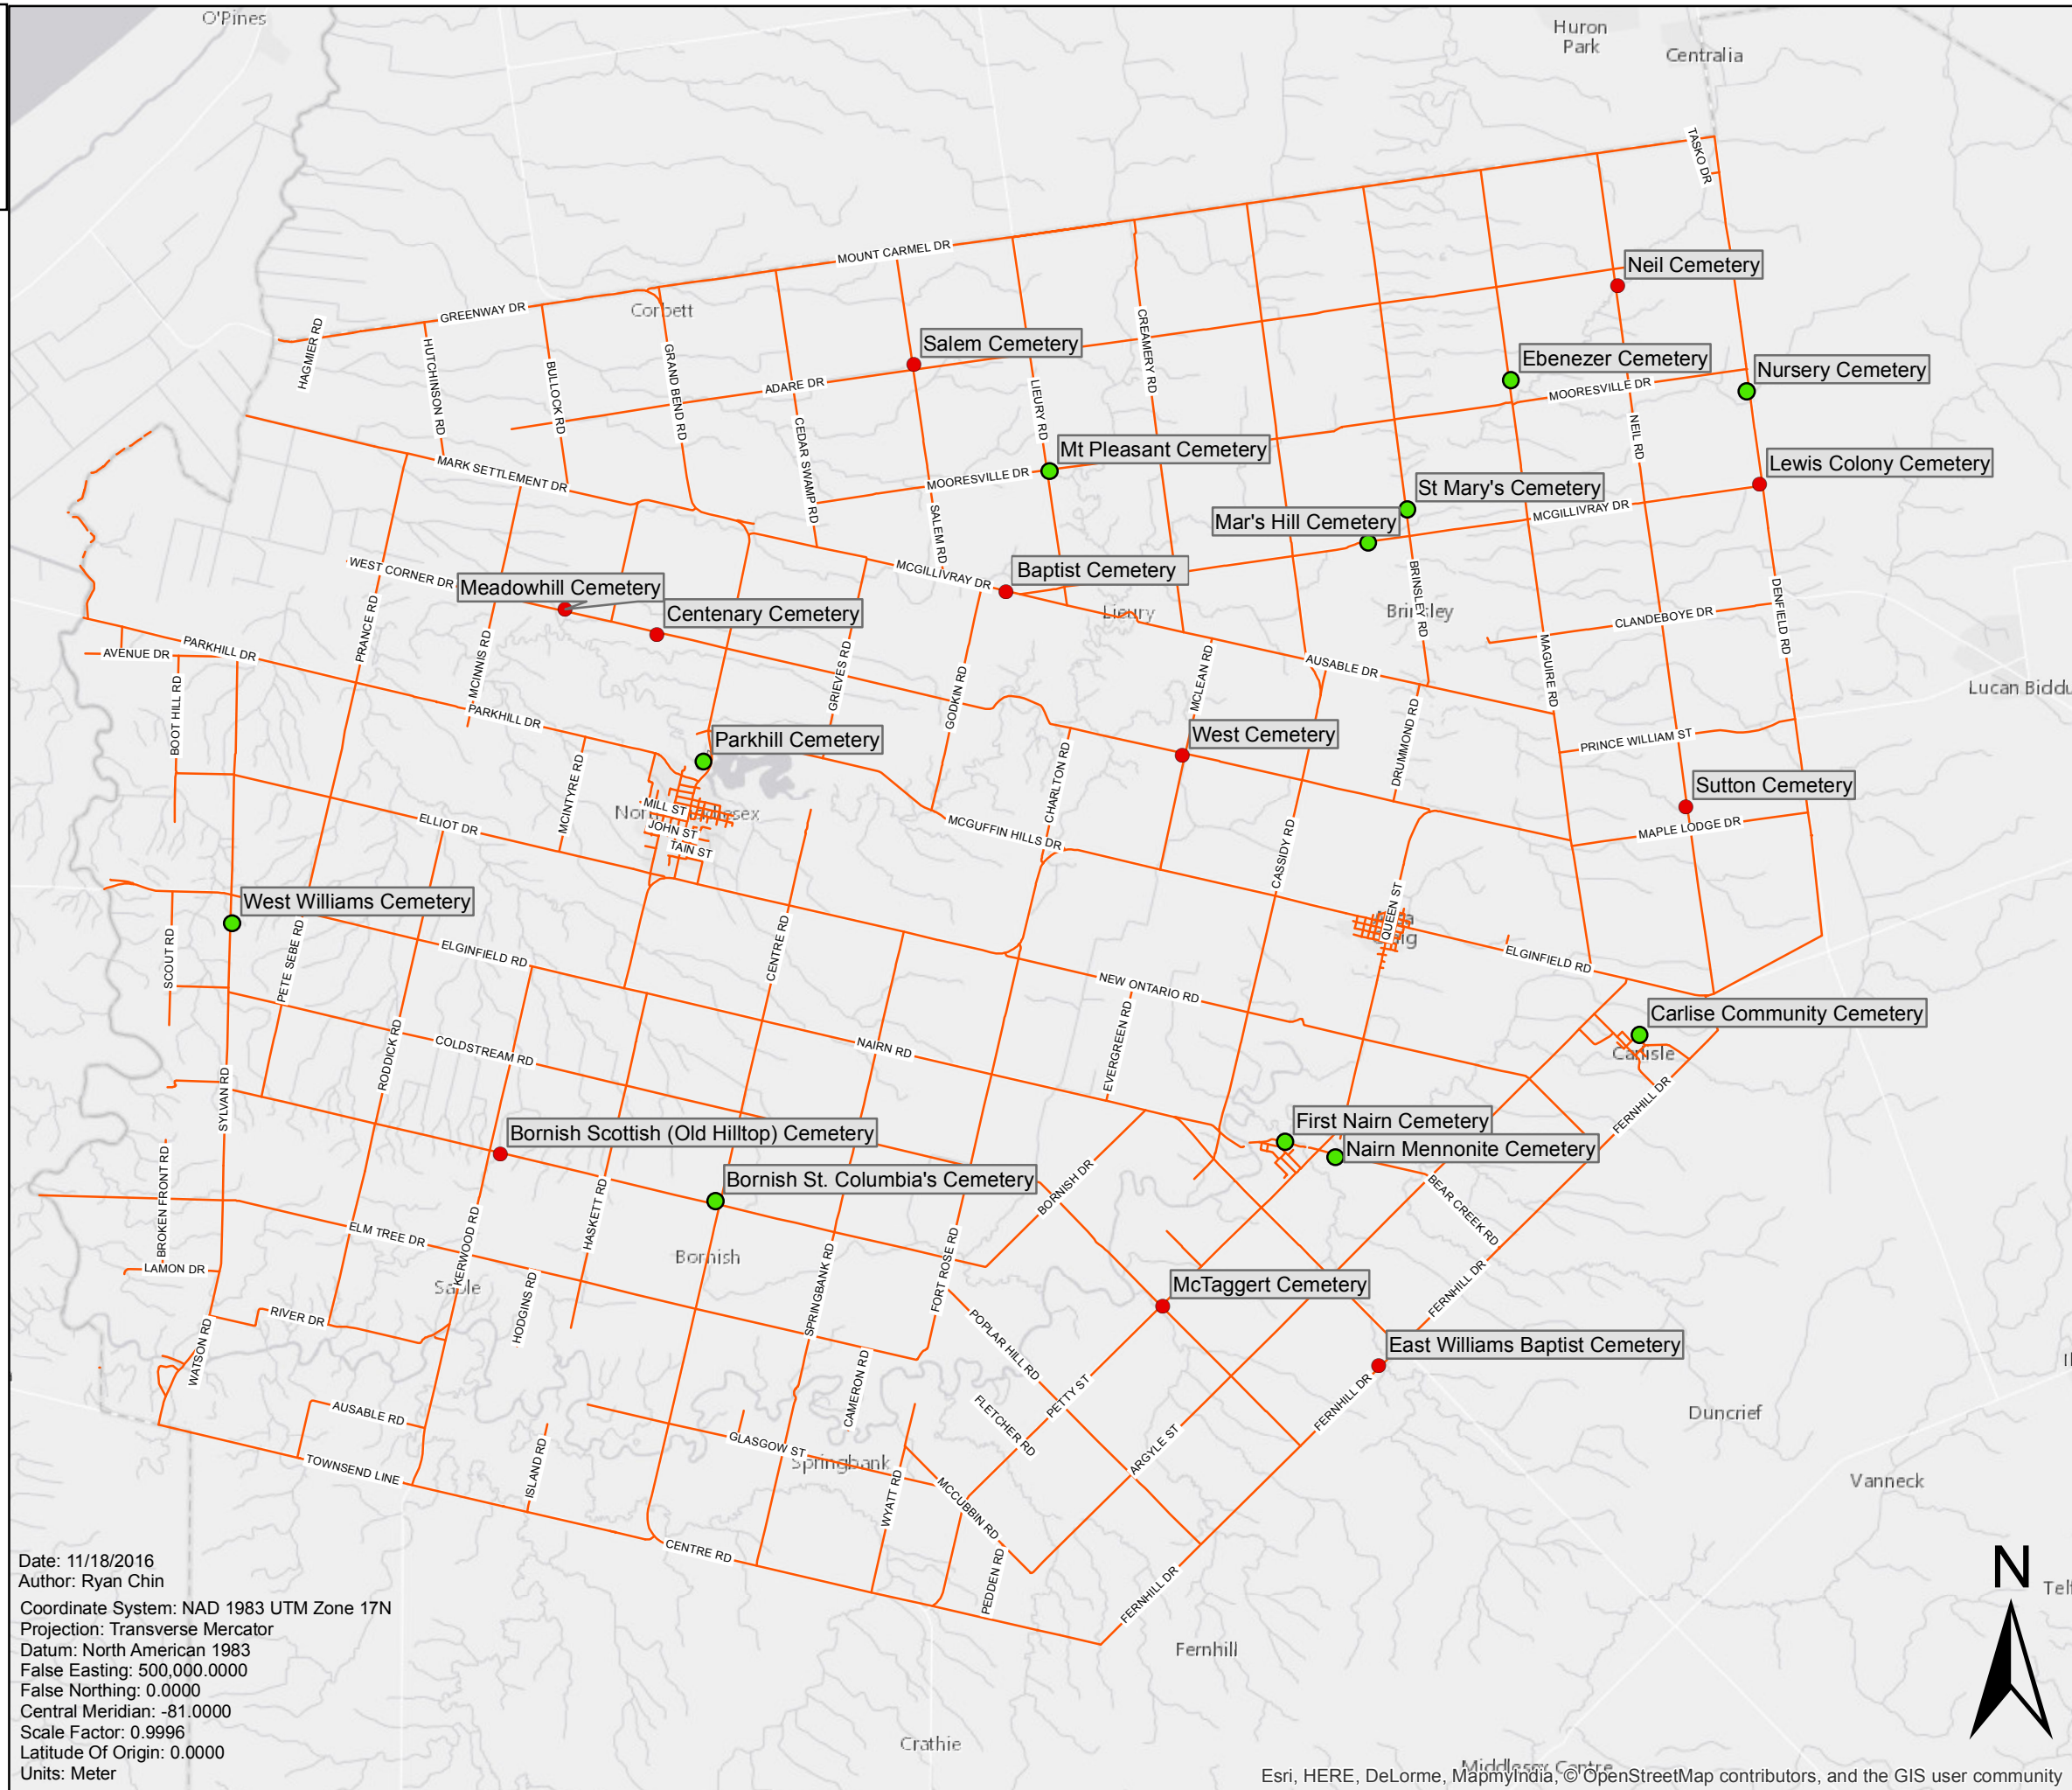 O'Pines
Huron
Park
Centralia
TASKO DR
MOUNT CARMEL DR
Neil Cemetery
GREENWAY DR
Corbett
HAGMIER RD
HUTCHINSON RD
BULLOCK RD
GRAND BEND RD
CREAMERY RD
Salem Cemetery
Ebenezer Cemetery
Nursery Cemetery
ADARE DR
MOORESVILLE DR
LIEURY RD
CEDAR SWAMP RD
NEIL RD
Mt Pleasant Cemetery
Lewis Colony Cemetery
MARK SETTLEMENT DR
MOORESVILLE DR
St Mary's Cemetery
SALEM RD
Mar's Hill Cemetery
MCGILLIVRAY DR
WEST CORNER DR
MCGILLIVRAY DR
Baptist Cemetery
Meadowhill Cemetery
Centenary Cemetery
Lieury
BRINSLEY RD
Brinsley
CLANDEBOYE DR
DENFIELD RD
PRANCE RD
PARKHILL DR
AVENUE DR
MCINNIS RD
GRIEVES RD
GODKIN RD
MCLEAN RD
AUSABLE DR
MAGUIRE RD
Lucan Biddu
BOOT HILL RD
PARKHILL DR
Parkhill Cemetery
West Cemetery
DRUMMOND RD
PRINCE WILLIAM ST
MCINTYRE RD
CHARLTON RD
Sutton Cemetery
MILL ST
JOHN ST
TAIN ST
ELLIOT DR
MCGUFFIN HILLS DR
CASSIDY RD
MAPLE LODGE DR
West Williams Cemetery
QUEEN ST
SCOUT RD
PETE SEBE RD
ELGINFIELD RD
CENTRE RD
ELGINFIELD RD
NEW ONTARIO RD
Carlise Community Cemetery
Carlisle
RODDICK RD
COLDSTREAM RD
NAIRN RD
EVERGREEN RD
SYLVAN RD
FERNHILL DR
First Nairn Cemetery
Bornish Scottish (Old Hilltop) Cemetery
Nairn Mennonite Cemetery
BROKEN FRONT RD
Bornish St. Columbia's Cemetery
BORNISH DR
BEAR CREEK RD
HASKETT RD
ELM TREE DR
KERWOOD RD
Bornish
SPRINGBANK RD
FORT ROSE RD
LAMON DR
Sable
HODGINS RD
McTaggert Cemetery
FERNHILL DR
RIVER DR
POPLAR HILL RD
WATSON RD
East Williams Baptist Cemetery
CAMERON RD
PETTY ST
FERNHILL DR
AUSABLE RD
FLETCHER RD
Duncrief
GLASGOW ST
Springbank
ARGYLE ST
TOWNSEND LINE
ISLAND RD
WYATT RD
MCCUBBIN RD
Vanneck
CENTRE RD
PEDDEN RD
FERNHILL DR
Fernhill
Date: 11/18/2016
Author: Ryan Chin
Coordinate System: NAD 1983 UTM Zone 17N
Projection: Transverse Mercator
Datum: North American 1983
False Easting: 500,000.0000
False Northing: 0.0000
Central Meridian: -81.0000
Scale Factor: 0.9996
Latitude Of Origin: 0.0000
Units: Meter
N
Crathie
Middlesex Centre
Esri, HERE, DeLorme, MapmyIndia, © OpenStreetMap contributors, and the GIS user community